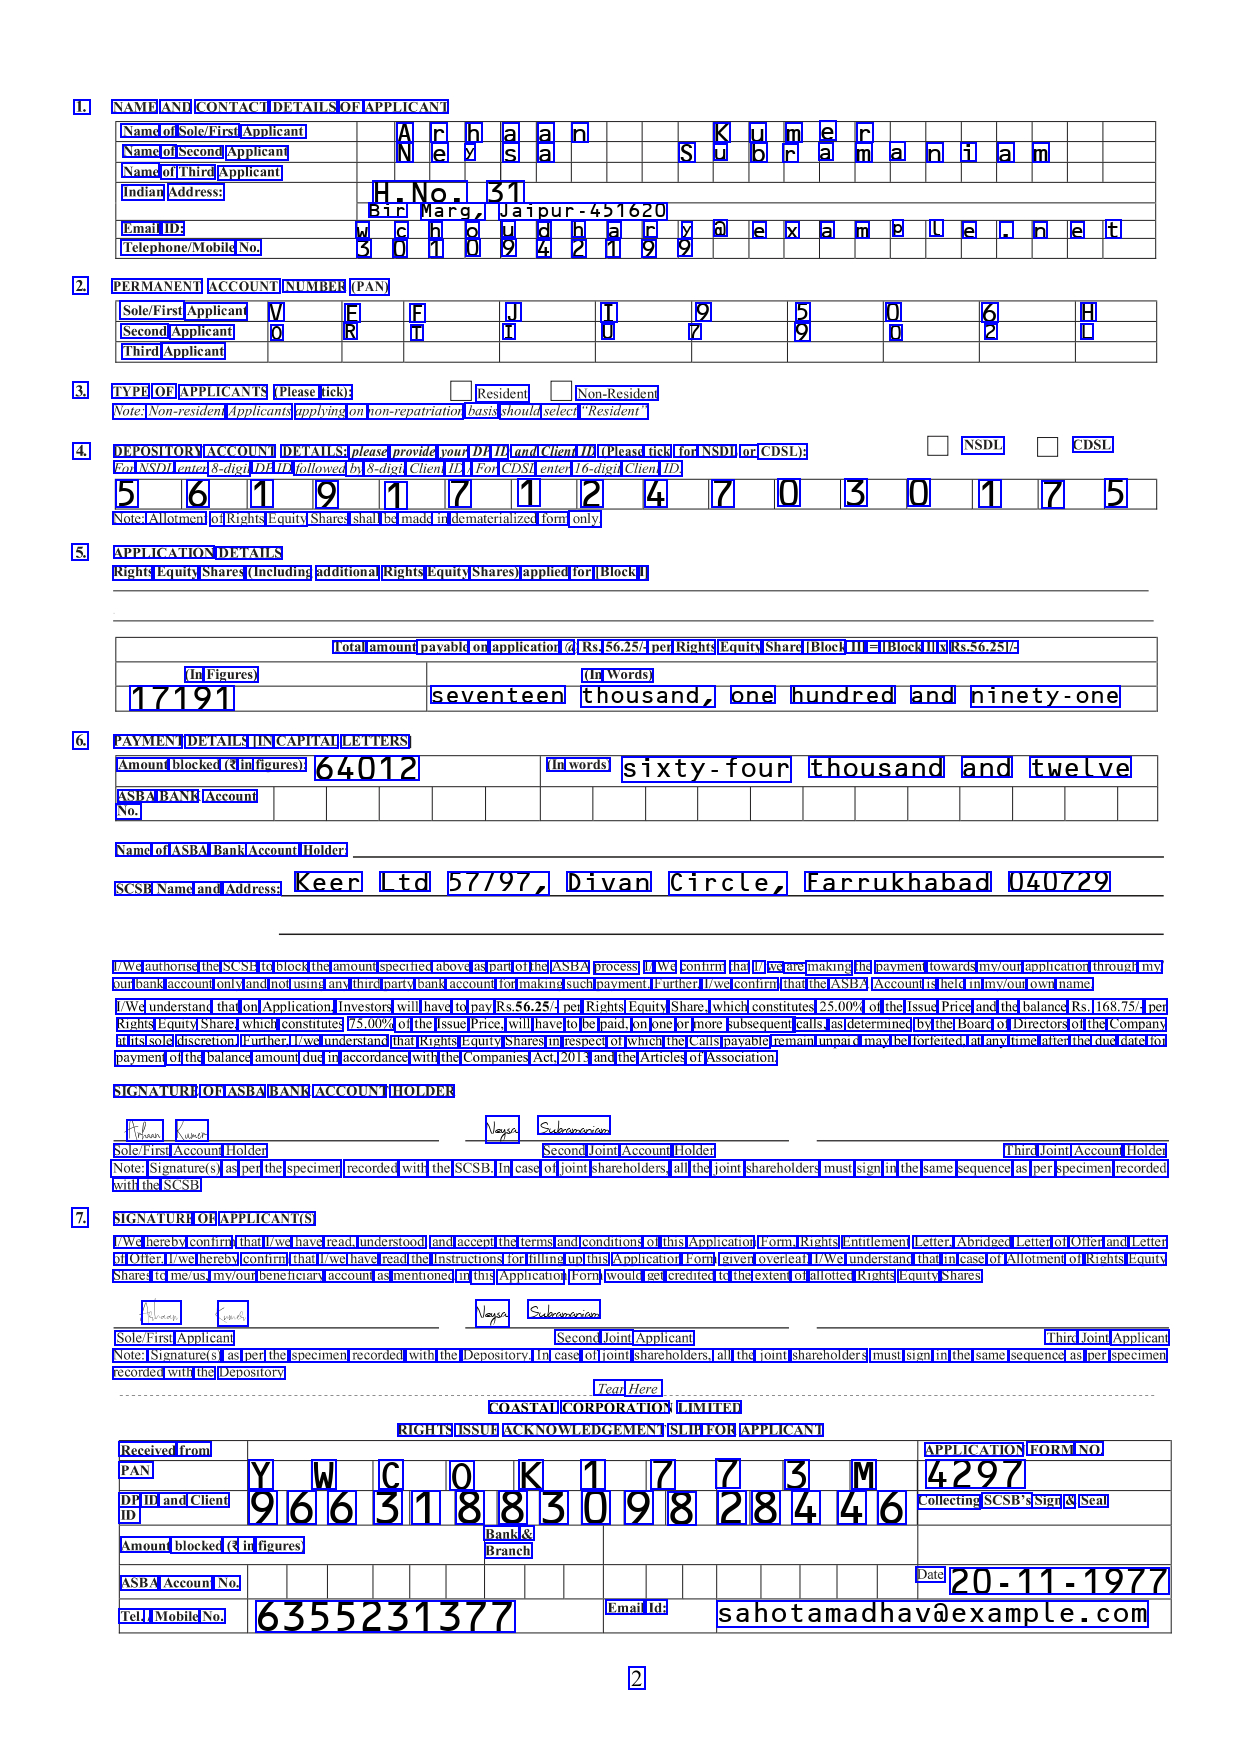 1. NAME AND CONTACT DETAILS OF APPLICANT
Name of Sole/First Applicant Arhaan Kumer
Name of Second Applicant Neysa Subramaniam
Name of Third Applicant
Indian Address: H.No. 31
Bir Marg, Jaipur-451620
Email ID: wchoudhary@example.net
Telephone/Mobile No. 3010942199
2. PERMANENT ACCOUNT NUMBER (PAN)
Sole/First Applicant V E F J I 9 5 0 6 H
Second Applicant O R T I U 7 9 0 2 L
Third Applicant
3. TYPE OF APPLICANTS (Please tick): Resident Non-Resident
Note: Non-resident Applicants applying on non-repatriation basis should select "Resident"
4. DEPOSITORY ACCOUNT DETAILS: please provide your DP ID and Client ID (Please tick for NSDL or CDSL): NSDL CDSL
For NSDL enter 8-digit DP ID followed by 8-digit Client ID / For CDSL enter 16-digit Client ID.
5 6 1 9 1 7 1 2 4 7 0 3 0 1 7 5
Note: Allotment of Rights Equity Shares shall be made in dematerialized form only.
5. APPLICATION DETAILS
Rights Equity Shares (Including additional Rights Equity Shares) applied for [Block I]
Total amount payable on application @ Rs. 56.25/- per Rights Equity Share [Block II] = [Block I] x Rs.56.25]/-
(In Figures) (In Words)
17191 seventeen thousand, one hundred and ninety-one
6. PAYMENT DETAILS [IN CAPITAL LETTERS]
Amount blocked (₹ in figures): 64012 (In words) sixty-four thousand and twelve
ASBA BANK Account
No.
Name of ASBA Bank Account Holder:
SCSB Name and Address: Keer Ltd 57/97, Divan Circle, Farrukhabad 040729
I/We authorise the SCSB to block the amount specified above as part of the ASBA process. I/ We confirm that I/ we are making the payment towards my/our application through my/
our bank account only and not using any third party bank account for making such payment. Further, I/we confirm that the ASBA Account is held in my/our own name.
I/We understand that on Application, Investors will have to pay Rs.56.25/- per Rights Equity Share, which constitutes 25.00% of the Issue Price and the balance Rs. 168.75/- per
Rights Equity Share, which constitutes 75.00% of the Issue Price, will have to be paid, on one or more subsequent calls, as determined by the Board of Directors of the Company
at its sole discretion. Further, I/we understand that Rights Equity Shares in respect of which the Calls payable remain unpaid may be forfeited, at any time after the due date for
payment of the balance amount due in accordance with the Companies Act, 2013 and the Articles of Association.
SIGNATURE OF ASBA BANK ACCOUNT HOLDER
Arhaan Kumer Neysa Subramaniam
Sole/First Account Holder Second Joint Account Holder Third Joint Account Holder
Note: Signature(s) as per the specimen recorded with the SCSB. In case of joint shareholders, all the joint shareholders must sign in the same sequence as per specimen recorded
with the SCSB
7. SIGNATURE OF APPLICANT(S)
I/We hereby confirm that I/we have read, understood and accept the terms and conditions of this Application Form, Rights Entitlement Letter, Abridged Letter of Offer and Letter
of Offer. I/we hereby confirm that I/we have read the Instructions for filling up this Application Form given overleaf. I/We understand that in case of Allotment of Rights Equity
Shares to me/us, my/our beneficiary account as mentioned in this Application Form would get credited to the extent of allotted Rights Equity Shares
Arhaan Kumer Neysa Subramaniam
Sole/First Applicant Second Joint Applicant Third Joint Applicant
Note: Signature(s) as per the specimen recorded with the Depository. In case of joint shareholders, all the joint shareholders must sign in the same sequence as per specimen
recorded with the Depository
Tear Here
COASTAL CORPORATION LIMITED
RIGHTS ISSUE ACKNOWLEDGEMENT SLIP FOR APPLICANT
Received from APPLICATION FORM NO.
PAN Y W C O K 1 7 7 3 M 4297
DP ID and Client
ID 9 6 6 3 1 8 8 3 0 9 8 2 8 4 4 6 Collecting SCSB's Sign & Seal
Amount blocked (₹ in figures) Bank &
Branch
ASBA Account No. Date 20-11-1977
Tel./ Mobile No. 6355231377 Email Id: sahotamadhav@example.com
2